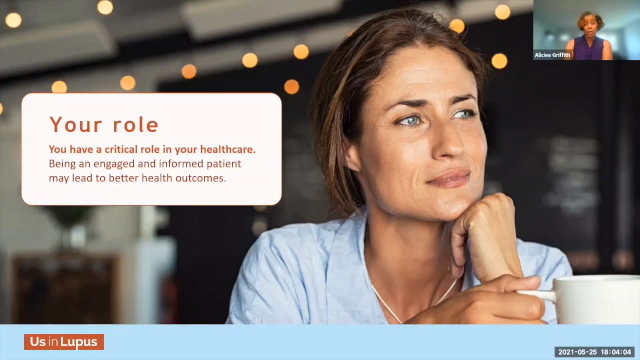 Aliciee Griffith
Your role
You have a critical role in your healthcare.
Being an engaged and informed patient
may lead to better health outcomes.
Us in Lupus
2021-05-25 18:04:04